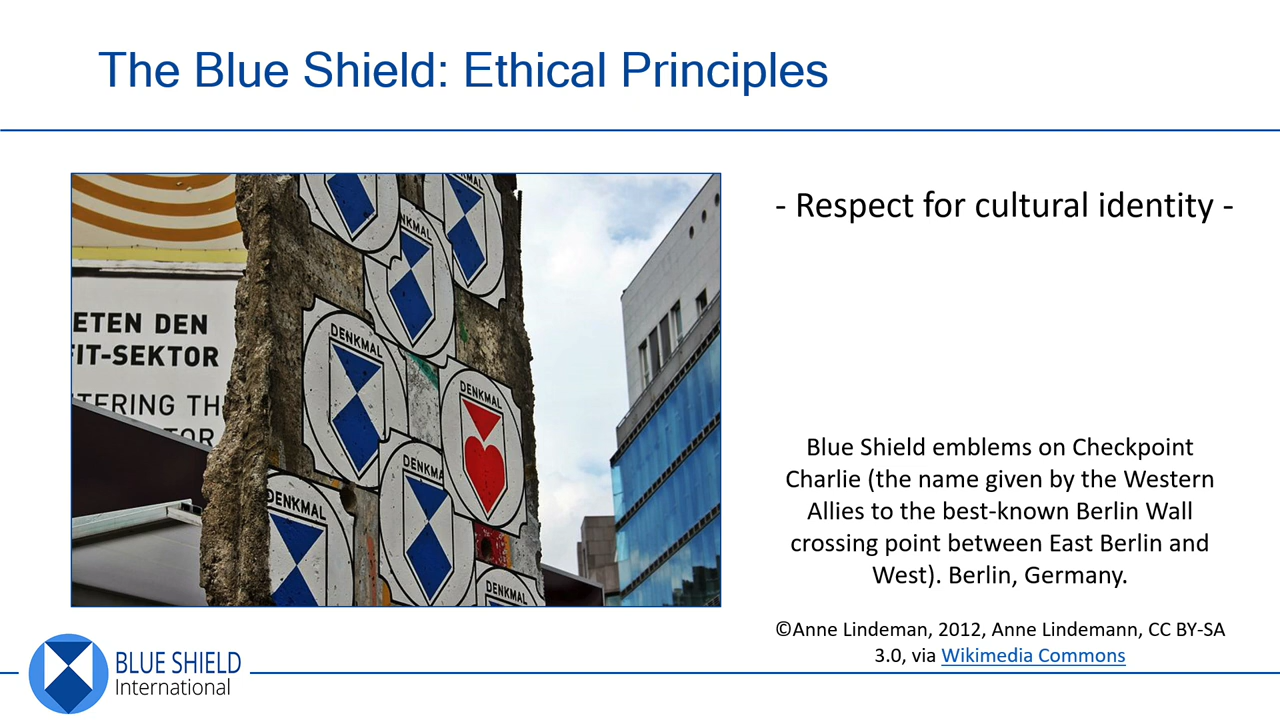 The Blue Shield: Ethical Principles
- Respect for cultural identity -
ETEN DEN
FIT-SEKTOR
TERING TH
TOR
DENKMAL
DENKMAL
DENKMAL
DENKMAL
Blue Shield emblems on Checkpoint
Charlie (the name given by the Western
Allies to the best-known Berlin Wall
crossing point between East Berlin and
West). Berlin, Germany.
©Anne Lindeman, 2012, Anne Lindemann, CC BY-SA
3.0, via Wikimedia Commons
BLUE SHIELD
International